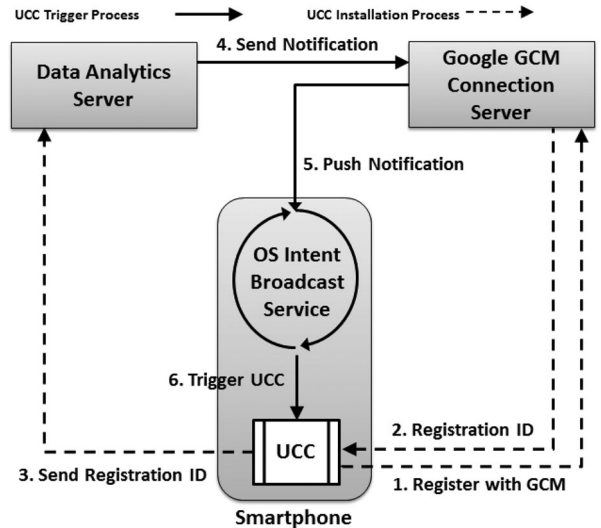 UCC Trigger Process
UCC Installation Process
4. Send Notification
Data Analytics
Server
Google GCM
Connection
Server
5. Push Notification
OS Intent
Broadcast
Service
6. Trigger UCC
UCC
2. Registration ID
3. Send Registration ID
1. Register with GCM
Smartphone